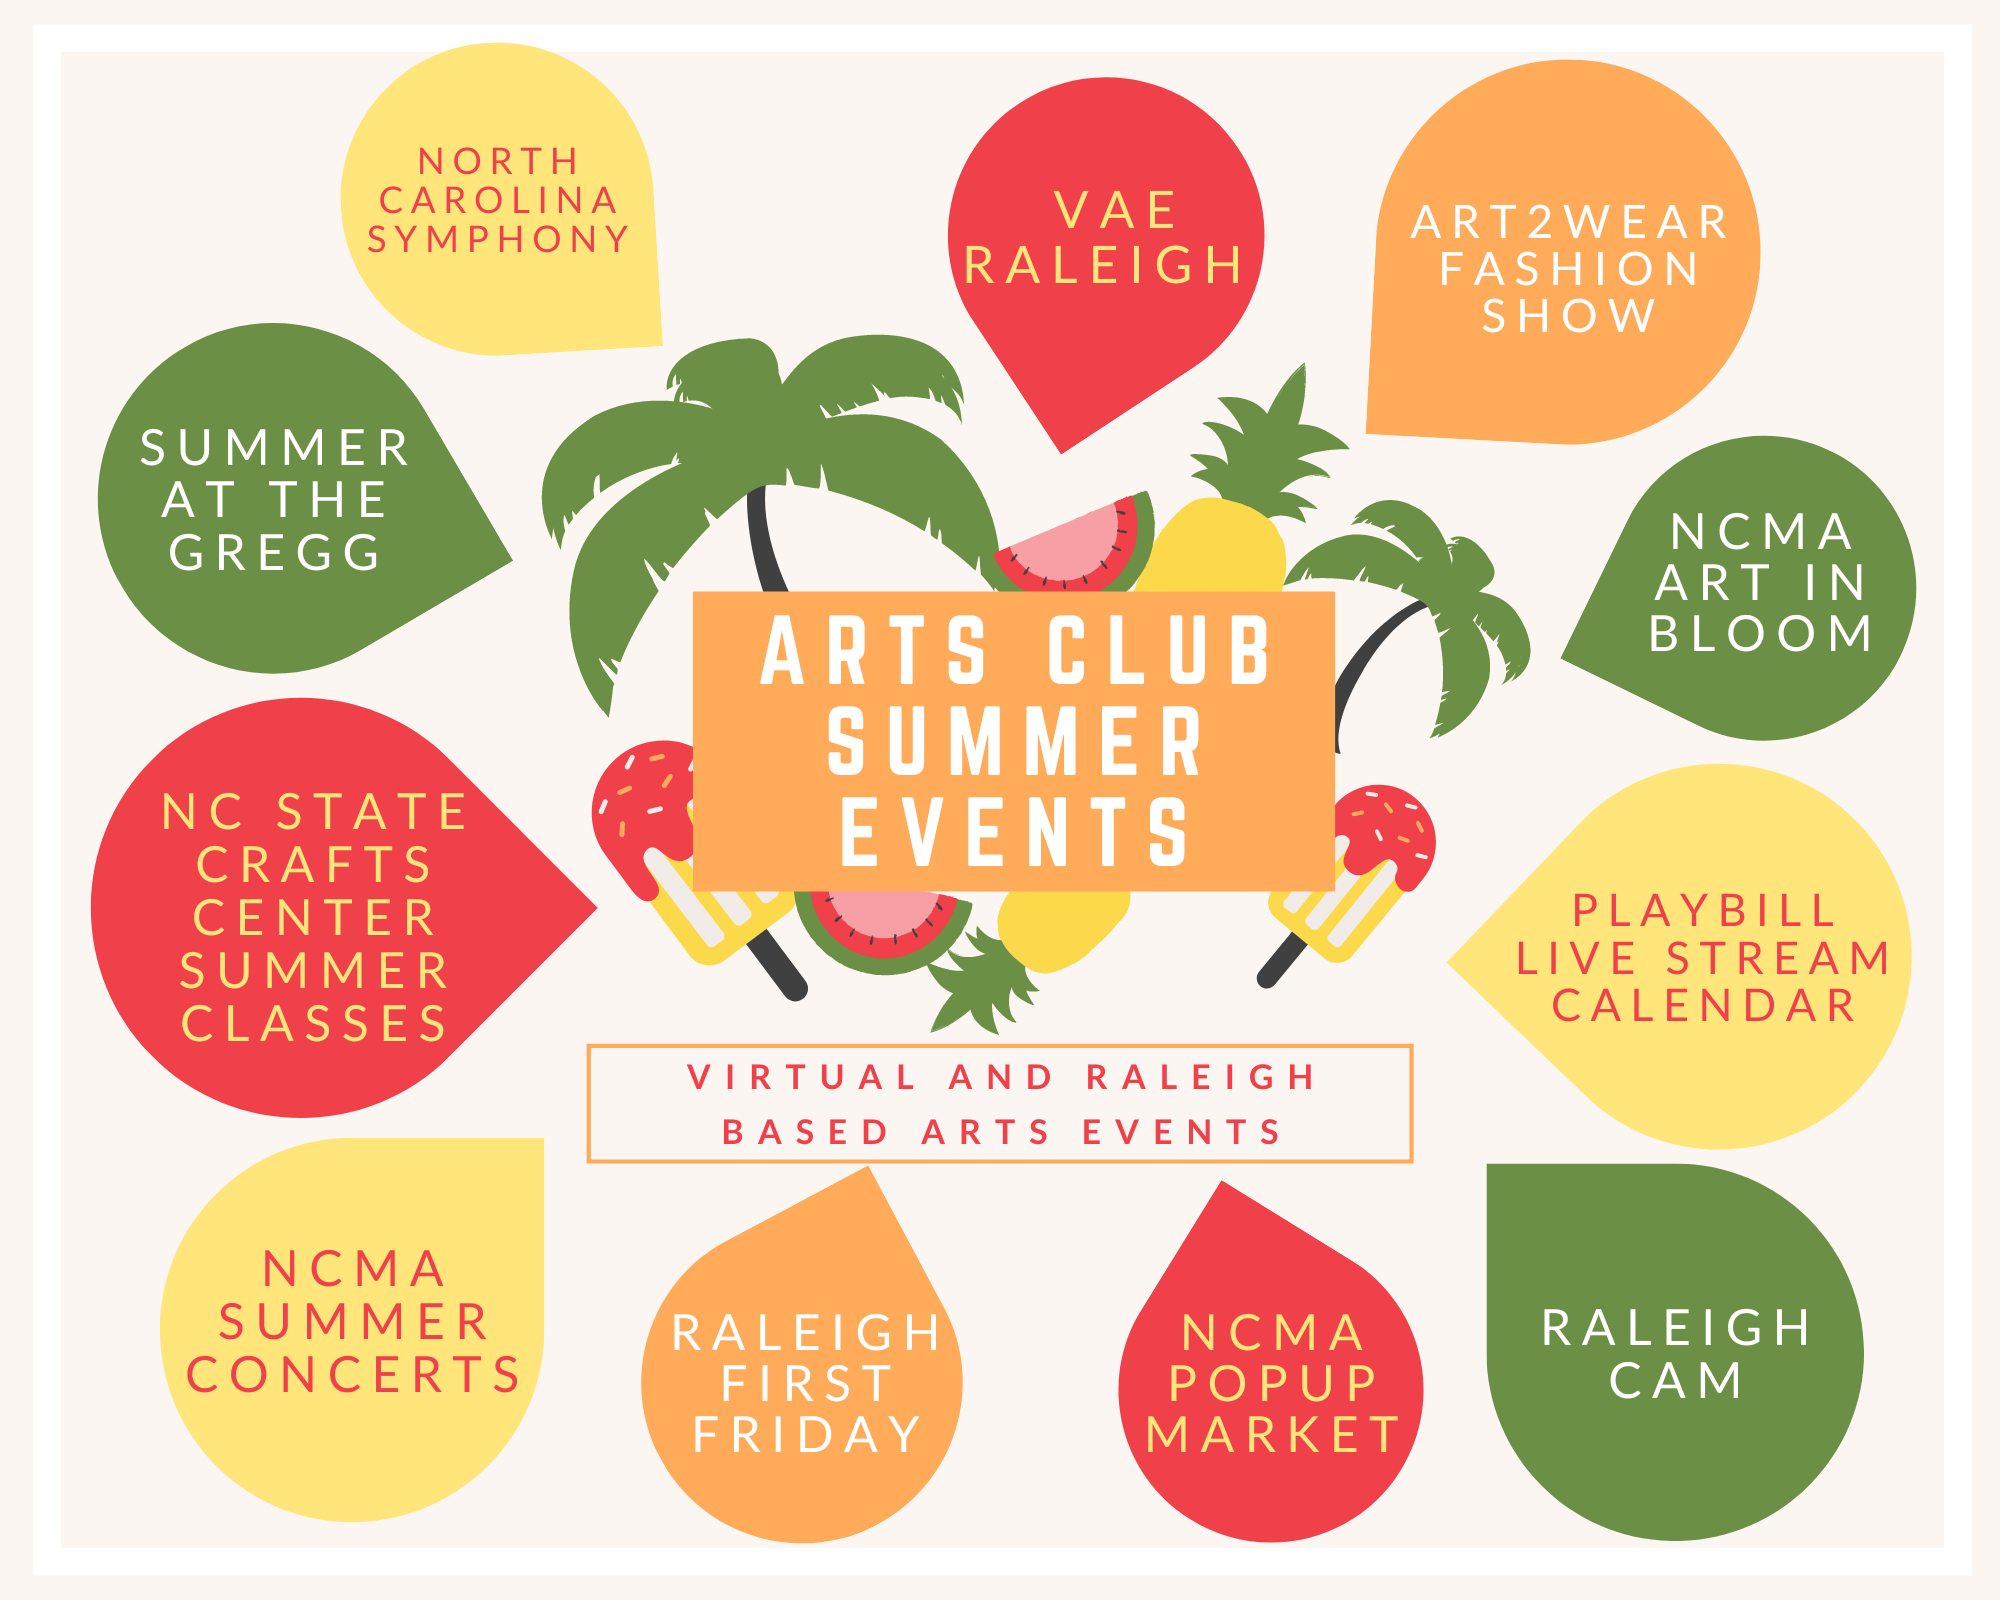 NORTH
CAROLINA
SYMPHONY
VAE
RALEIGH
ART2WEAR
FASHION
SHOW
SUMMER
AT THE
GREGG
NCMA
ART IN
BLOOM
ARTS CLUB
SUMMER
EVENTS
NC STATE
CRAFTS
CENTER
SUMMER
CLASSES
PLAYBILL
LIVE STREAM
CALENDAR
VIRTUAL AND RALEIGH
BASED ARTS EVENTS
NCMA
SUMMER
CONCERTS
RALEIGH
FIRST
FRIDAY
NCMA
POPUP
MARKET
RALEIGH
CAM